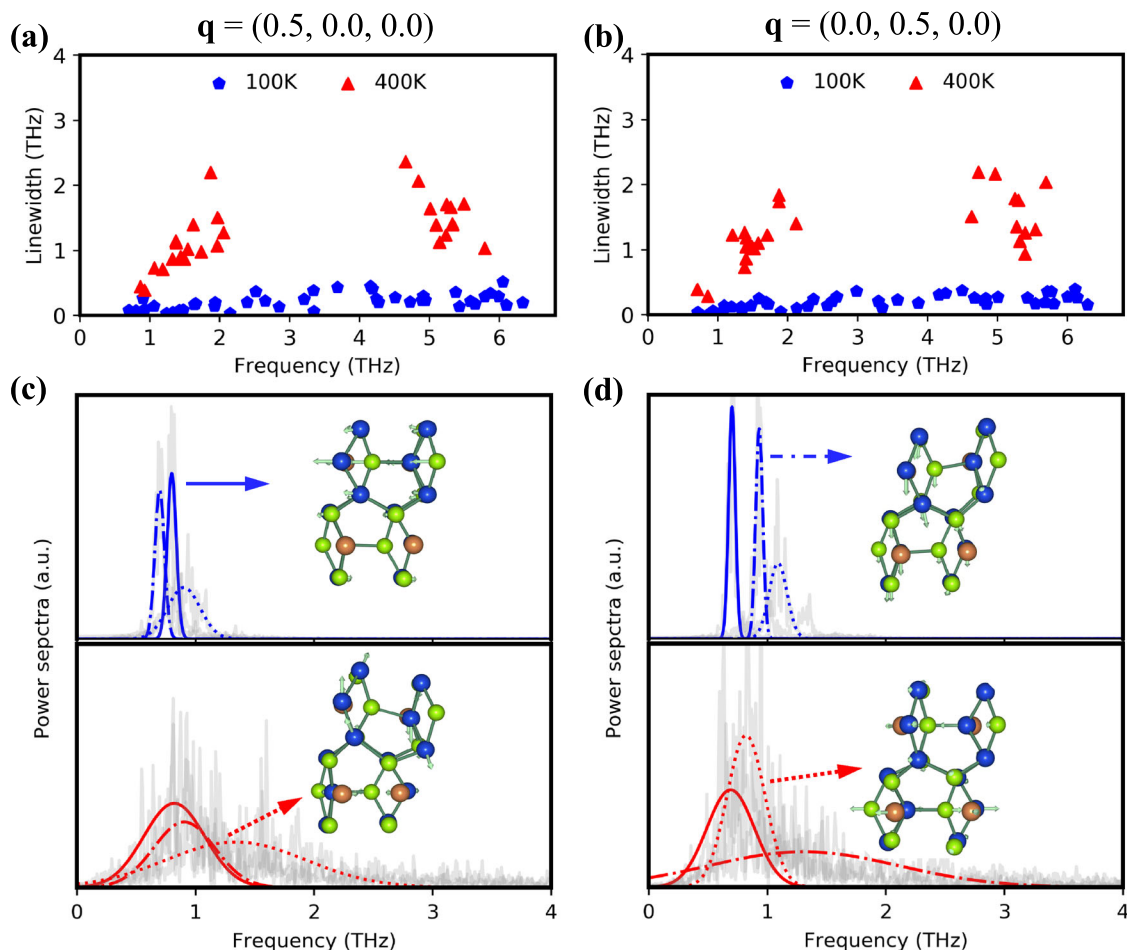 (a)
q = (0.5, 0.0, 0.0)
4
3
2
1
0
Linewidth (THz)
100K
400K
1
2
3
4
5
6
Frequency (THz)
(b)
q = (0.0, 0.5, 0.0)
4
3
2
1
0
Linewidth (THz)
100K
400K
0
1
2
3
4
5
6
Frequency (THz)
(c)
Power sepctra (a.u.)
0
1
2
3
4
Frequency (THz)
(d)
Power sepctra (a.u.)
0
1
2
3
4
Frequency (THz)